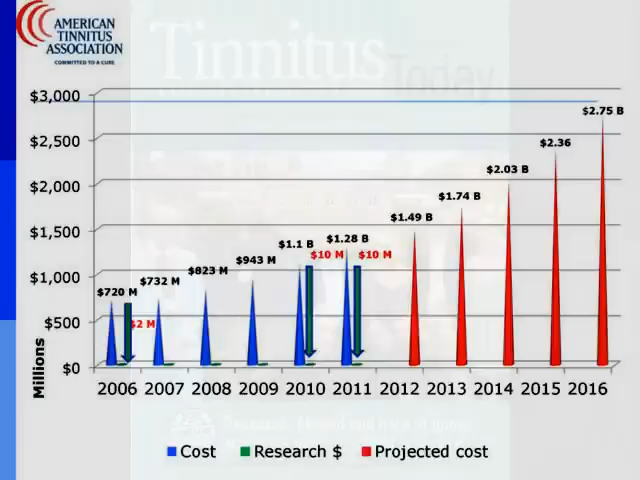 AMERICAN
TINNITUS
ASSOCIATION
COMMITTED TO A CURE
Tinnitus
Today
$3,000
$2,500
$2,000
$1,500
$1,000
$500
$0
Millions
$720 M
$2 M
$732 M
$823 M
$943 M
$1.1 B
$10 M
$1.28 B
$10 M
$1.49 B
$1.74 B
$2.03 B
$2.36
$2.75 B
2006 2007 2008 2009 2010 2011 2012 2013 2014 2015 2016
Cost Research $ Projected cost